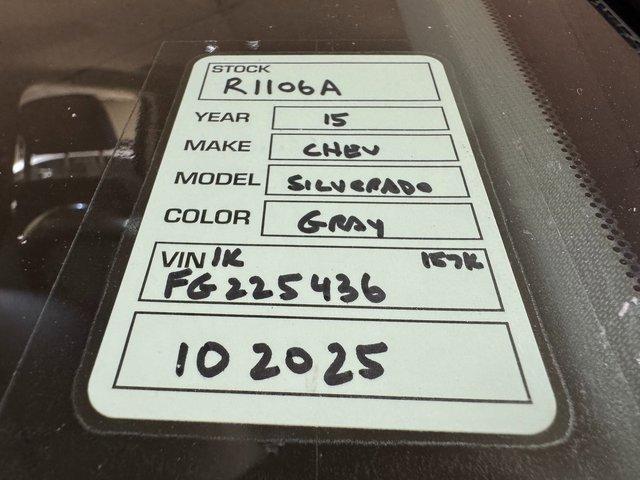 STOCK
R1106A
YEAR 15
MAKE CHEV
MODEL SILVERADO
COLOR GRAY
VIN 1K 157K
FG225436
10 2025